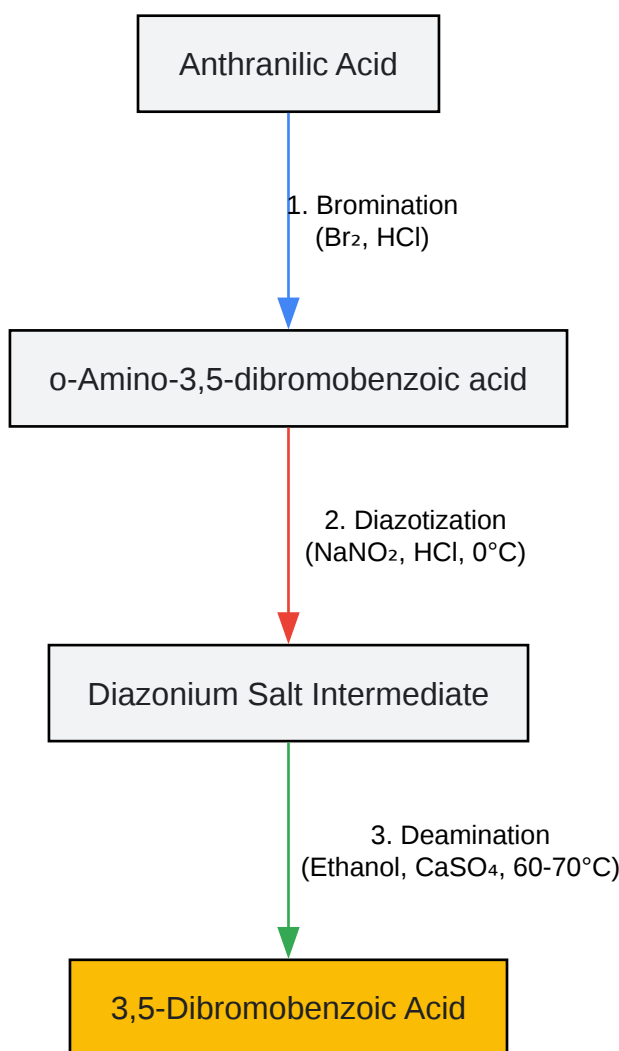 Anthranilic Acid
1. Bromination
(Br₂, HCl)
o-Amino-3,5-dibromobenzoic acid
2. Diazotization
(NaNO₂, HCl, 0°C)
Diazonium Salt Intermediate
3. Deamination
(Ethanol, CaSO₄, 60-70°C)
3,5-Dibromobenzoic Acid